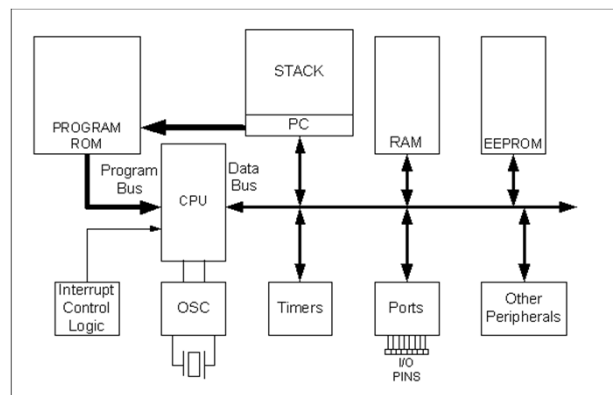 STACK
PC
PROGRAM
ROM
RAM
EEPROM
Program
Bus
Data
Bus
CPU
Interrupt
Control
Logic
OSC
Timers
Ports
Other
Peripherals
I/O
PINS